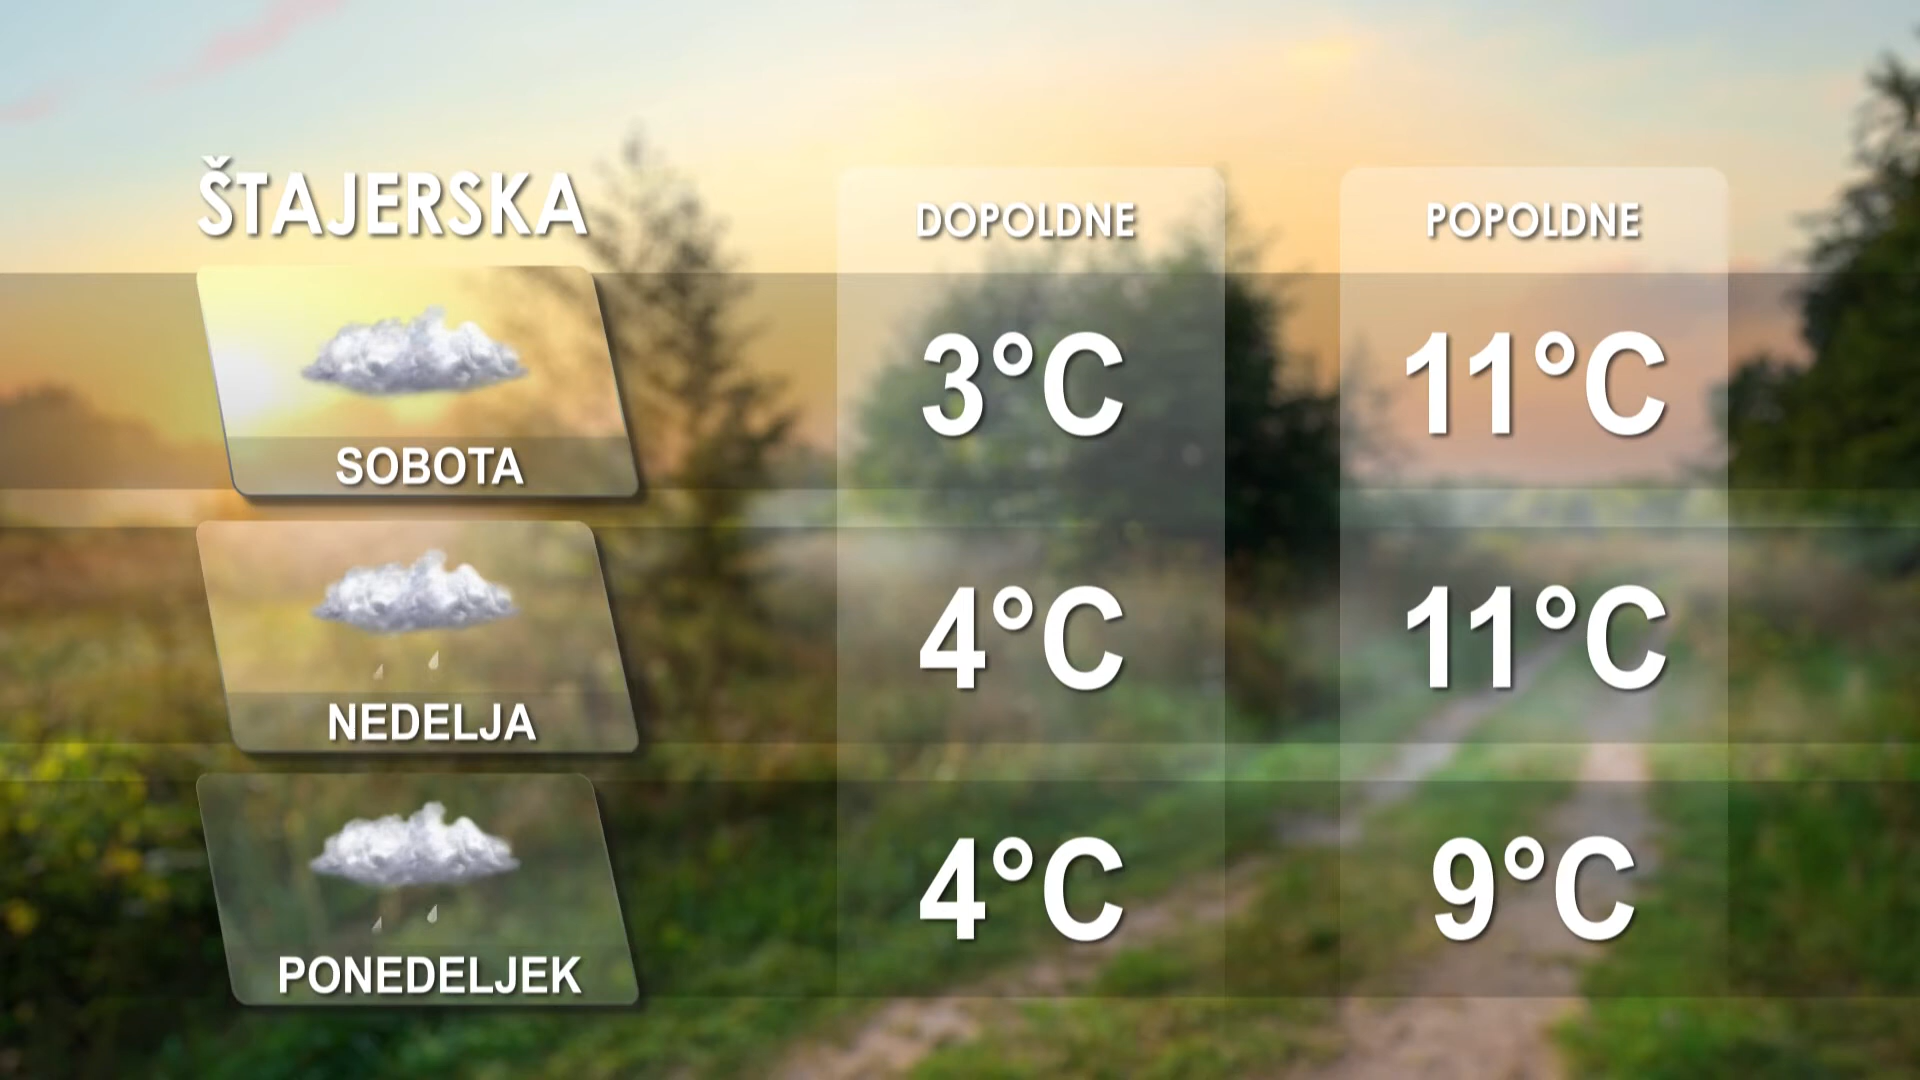 ŠTAJERSKA
DOPOLDNE
POPOLDNE
3°C
11°C
SOBOTA
4°C
11°C
NEDELJA
4°C
9°C
PONEDELJEK